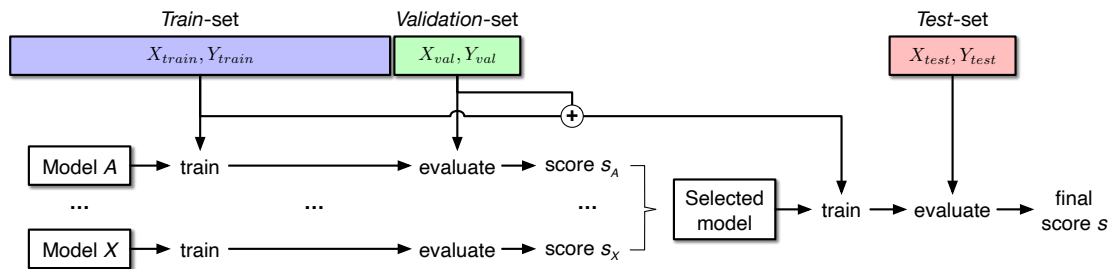 Train-set
Validation-set
Test-set
X_train, Y_train
X_val, Y_val
X_test, Y_test
+
Model A
train
evaluate
score s_A
...
...
...
Selected
model
train
evaluate
final
score s
Model X
train
evaluate
score s_X